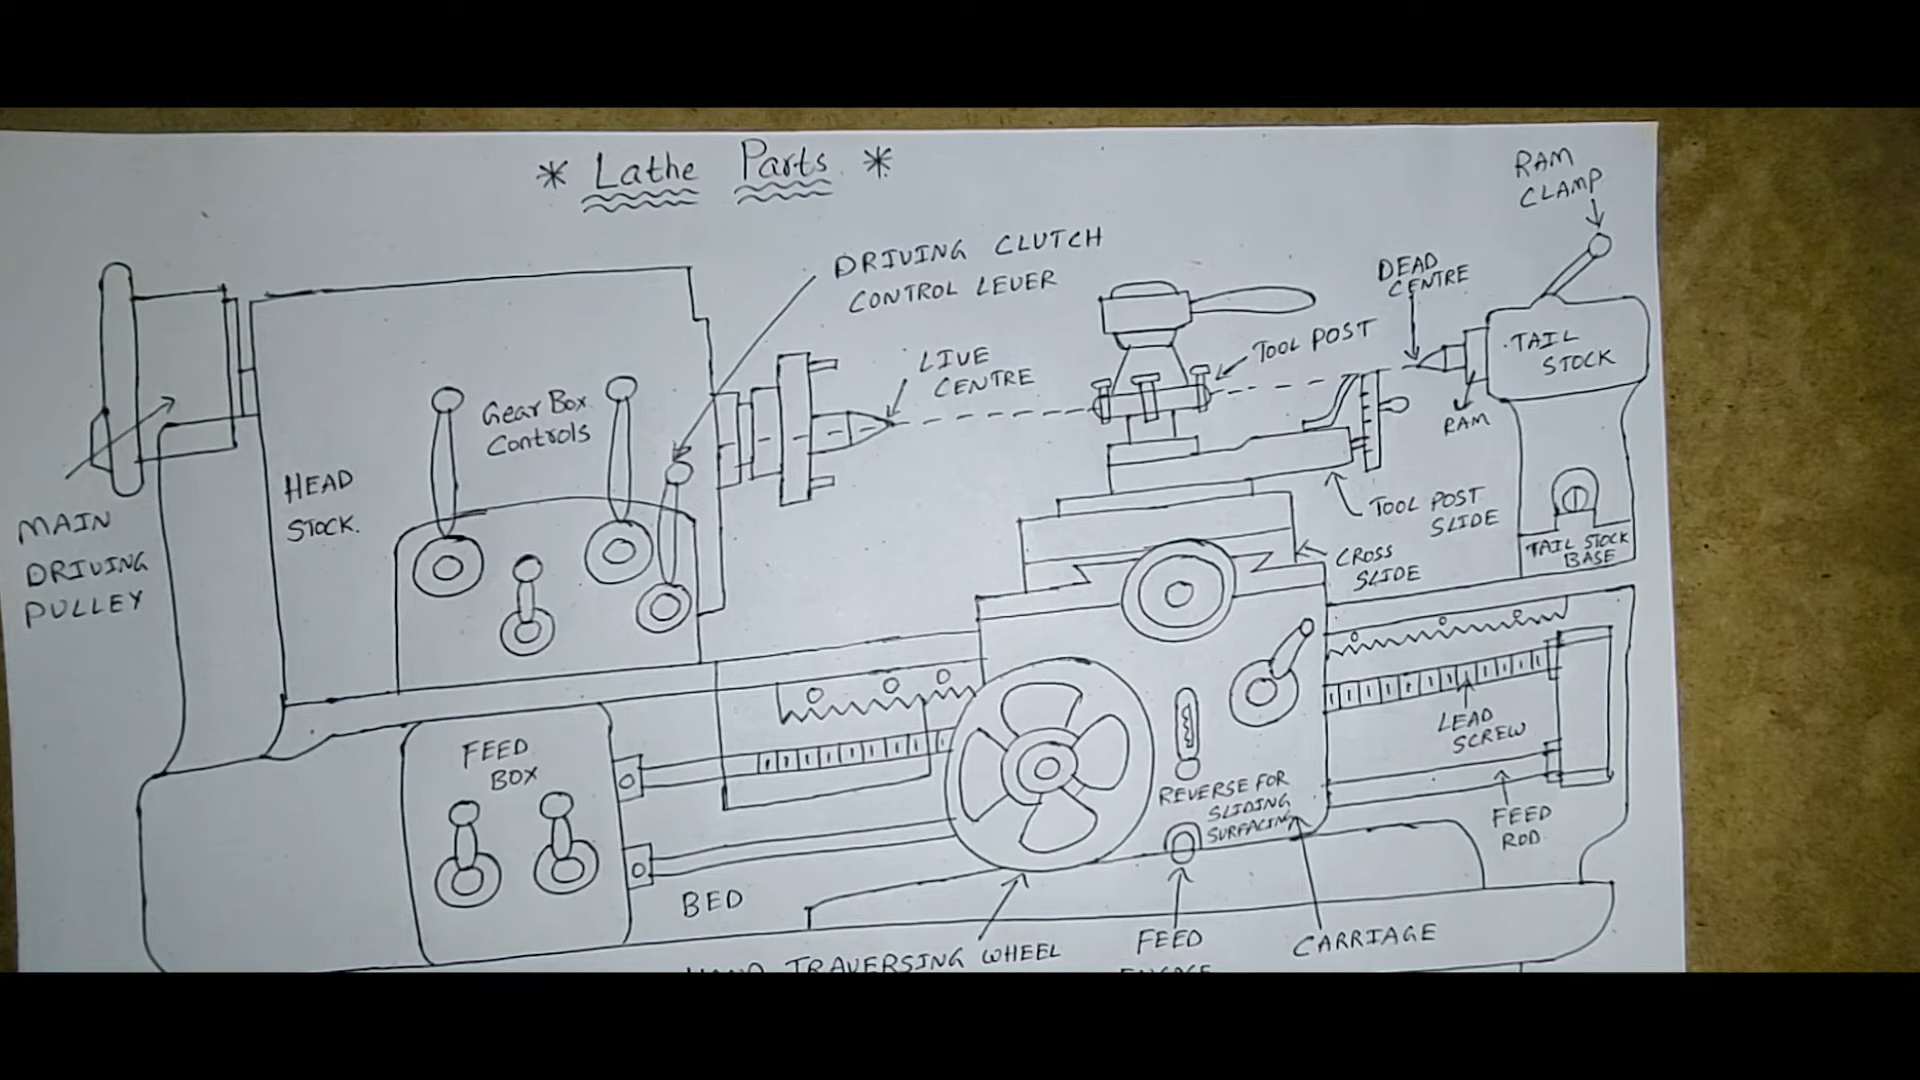 * Lathe Parts *
RAM
CLAMP
DRIVING CLUTCH
CONTROL LEVER
DEAD
CENTRE
LIVE
CENTRE
TOOL POST
TAIL
STOCK
RAM
Gear Box
Controls
HEAD
STOCK.
MAIN
DRIVING
PULLEY
TOOL POST
SLIDE
CROSS
SLIDE
TAIL STOCK
BASE
LEAD
SCREW
FEED
BOX
REVERSE FOR
SLIDING
SURFACING
FEED
ROD
BED
TRAVERSING WHEEL
FEED
CARRIAGE